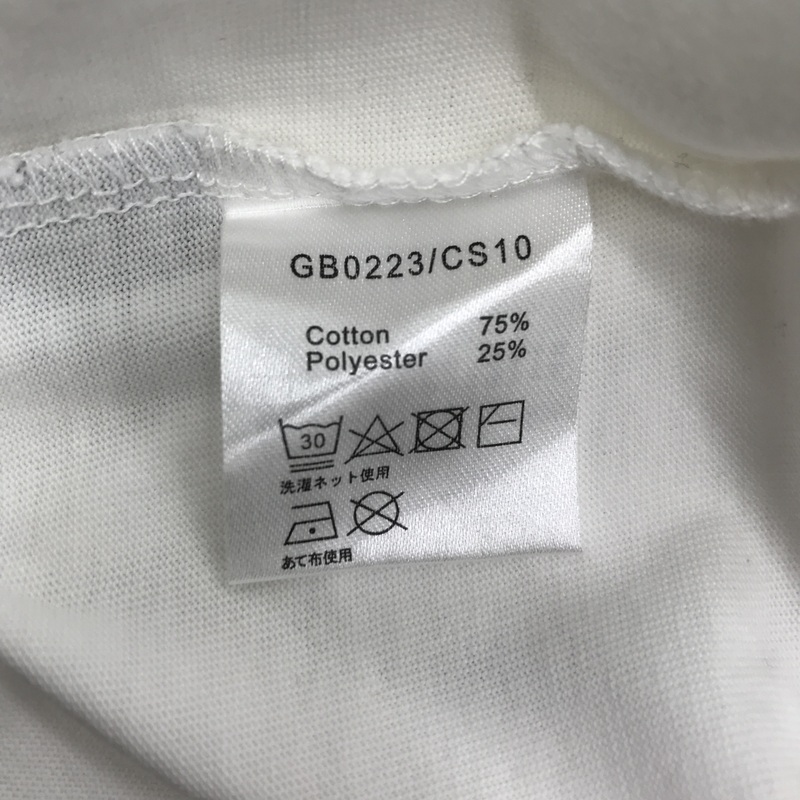 GB0223/CS10
Cotton 75%
Polyester 25%
30
洗濯ネット使用
あて布使用